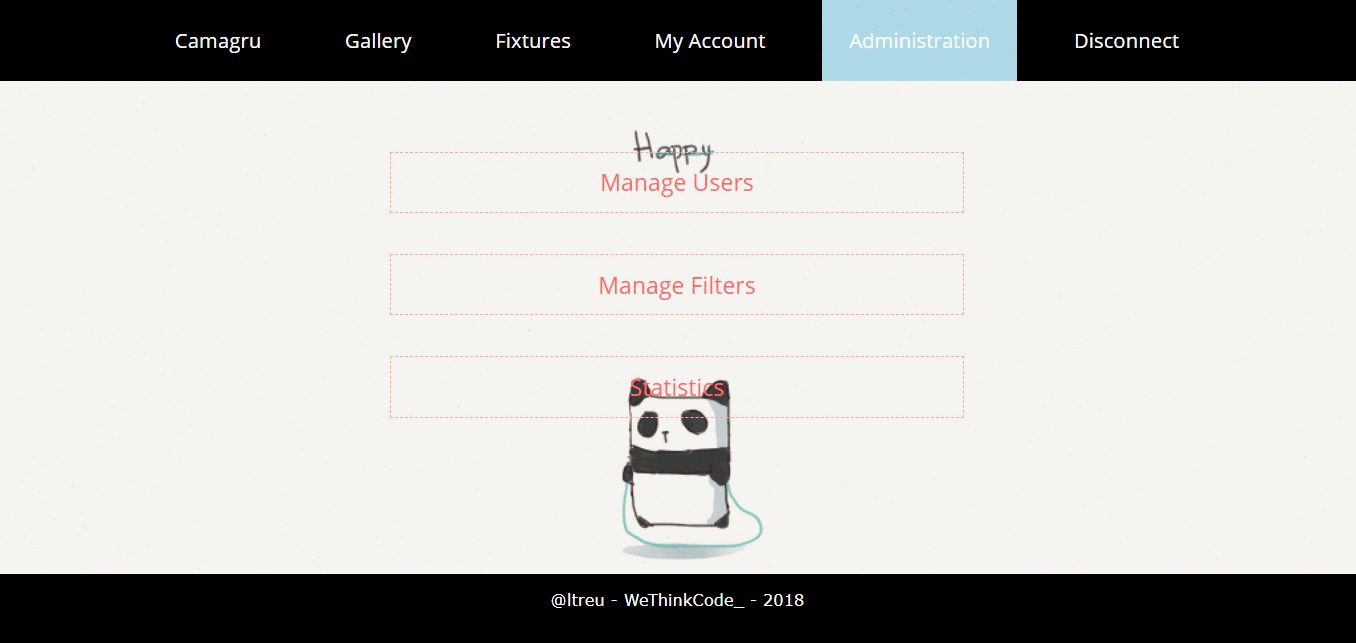 Camagru Gallery Fixtures My Account Administration Disconnect
Happy
Manage Users
Manage Filters
Statistics
@ltreu - WeThinkCode_ - 2018